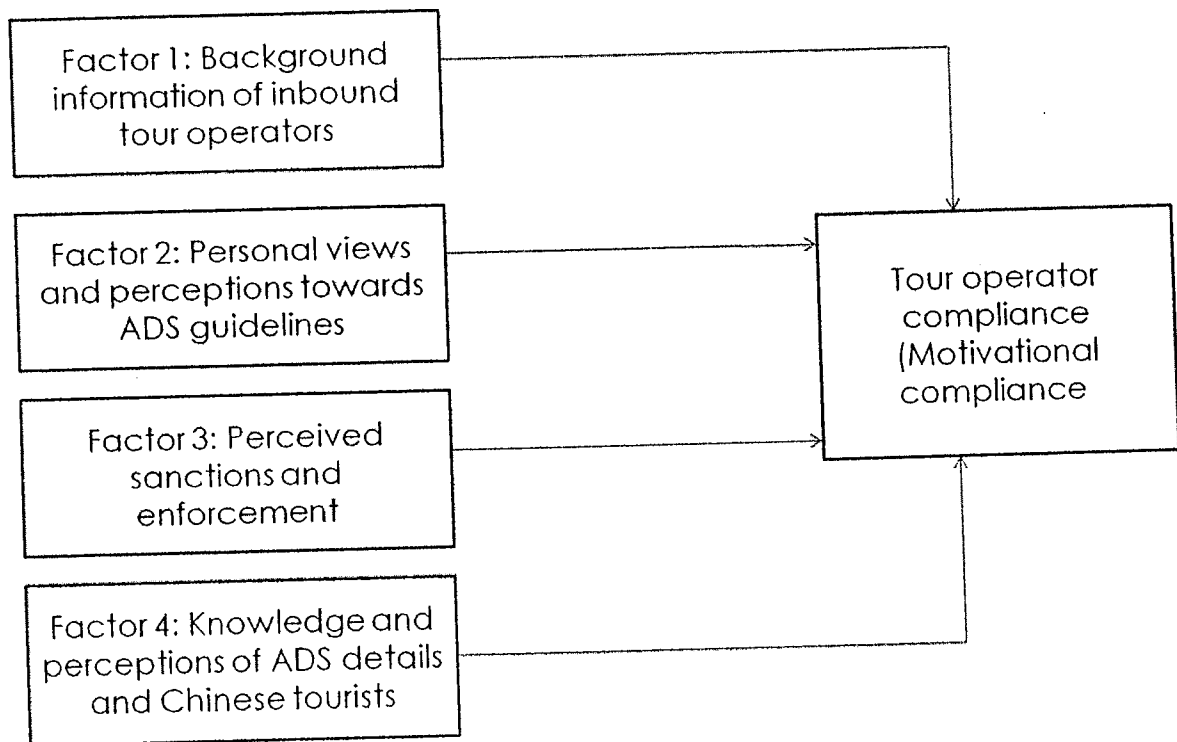 Factor 1: Background
information of inbound
tour operators
Factor 2: Personal views
and perceptions towards
ADS guidelines
Factor 3: Perceived
sanctions and
enforcement
Factor 4: Knowledge and
perceptions of ADS details
and Chinese tourists
Tour operator
compliance
(Motivational
compliance